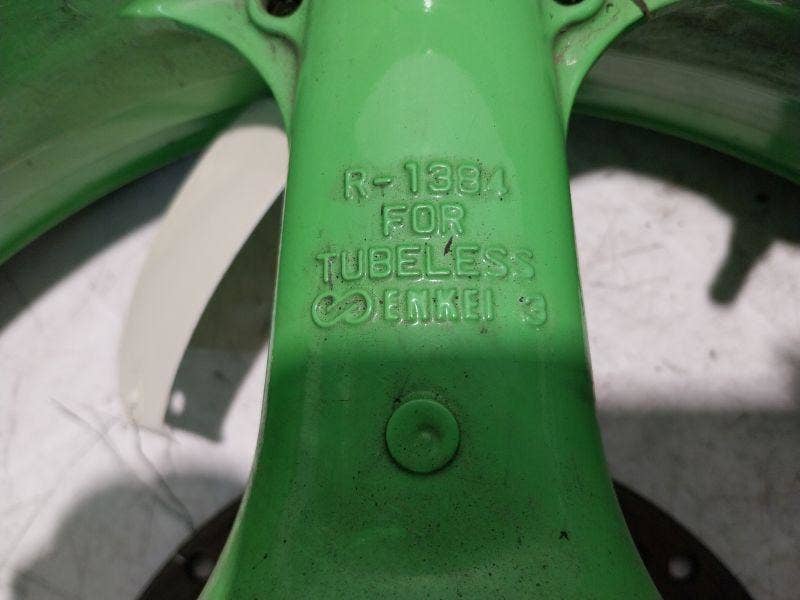 R-1384
FOR
TUBELESS
ENKEI 3